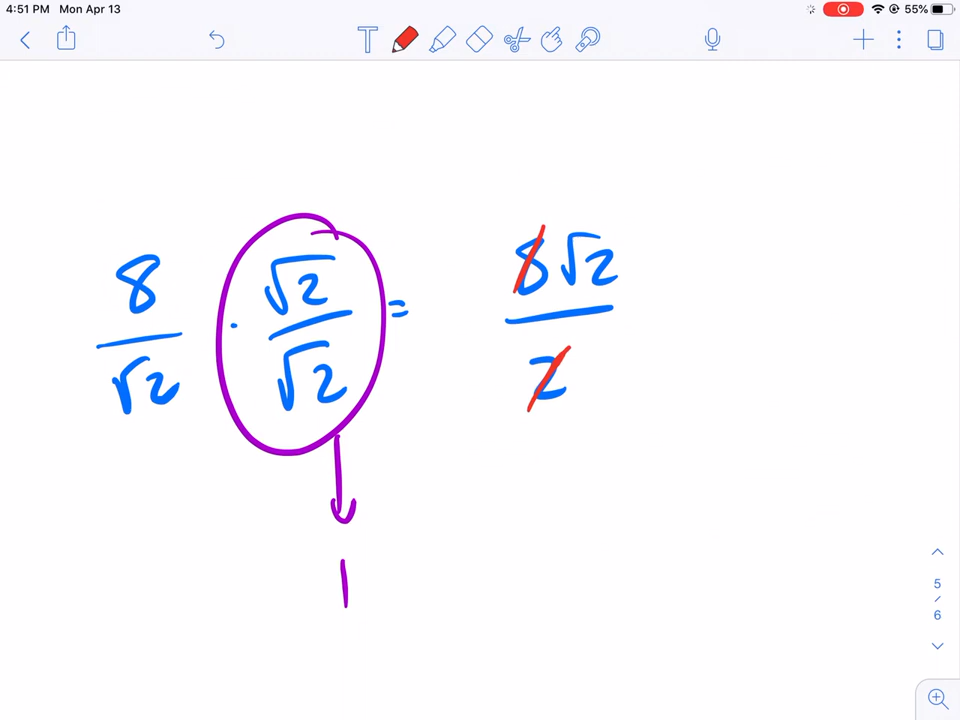 4:51 PM Mon Apr 13
55%
T
8/√2 · √2/√2 = 8√2/2
1
5
/
6